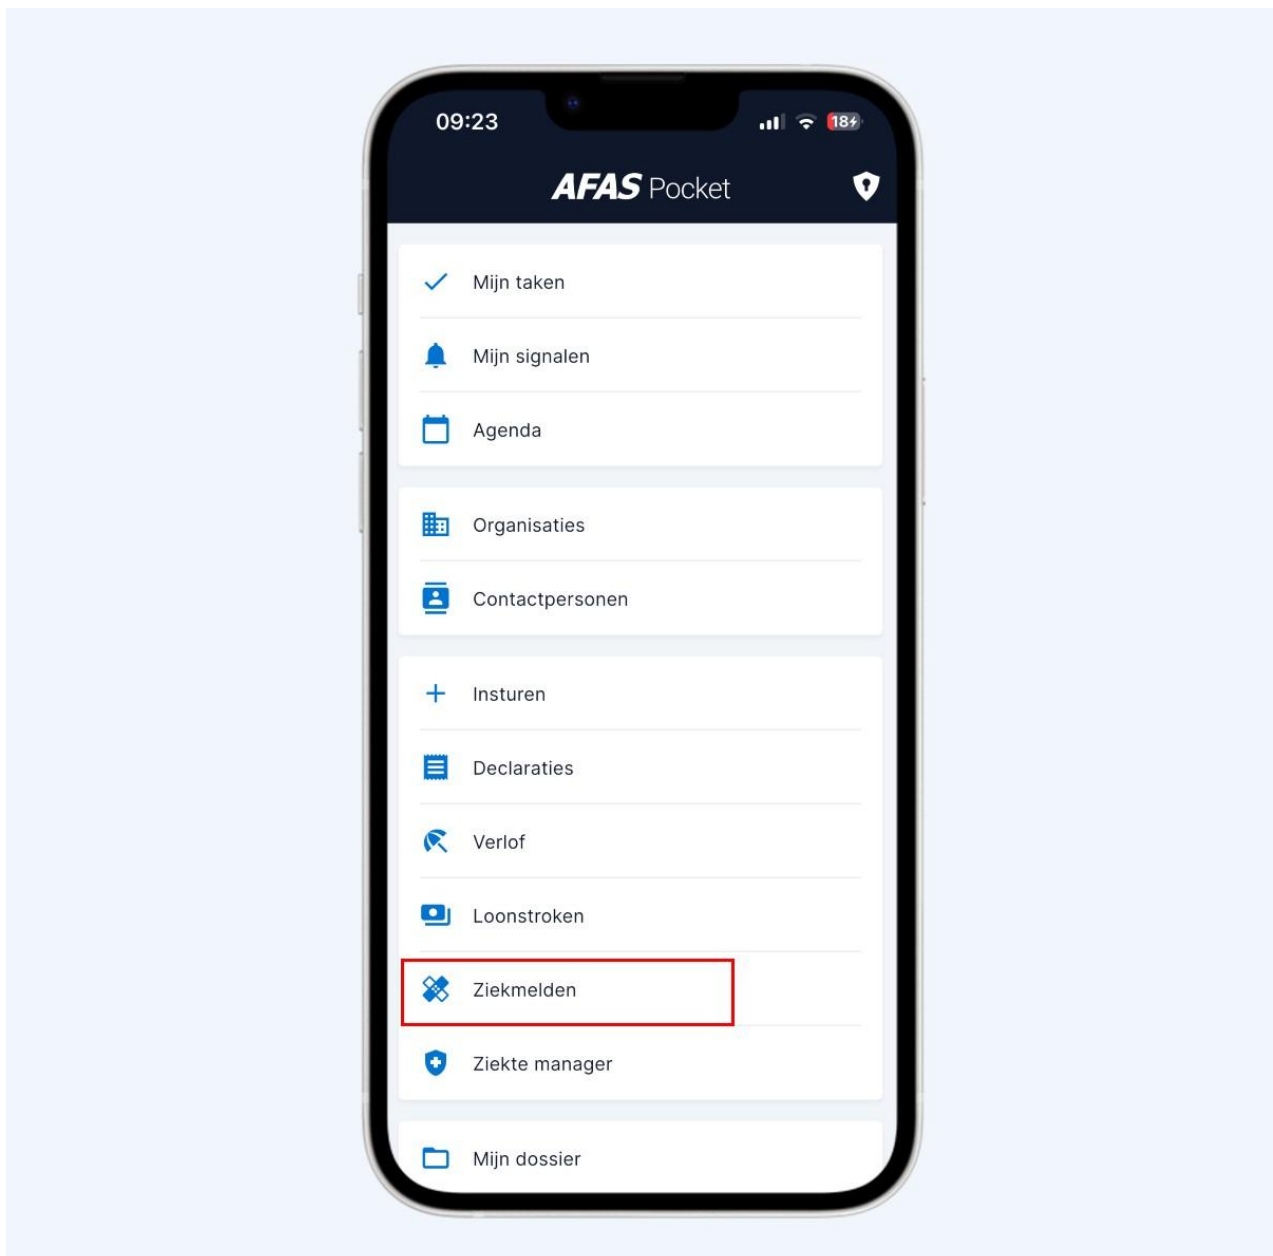 09:23
18
AFAS Pocket
Mijn taken
Mijn signalen
Agenda
Organisaties
Contactpersonen
Insturen
Declaraties
Verlof
Loonstroken
Ziekmelden
Ziekte manager
Mijn dossier